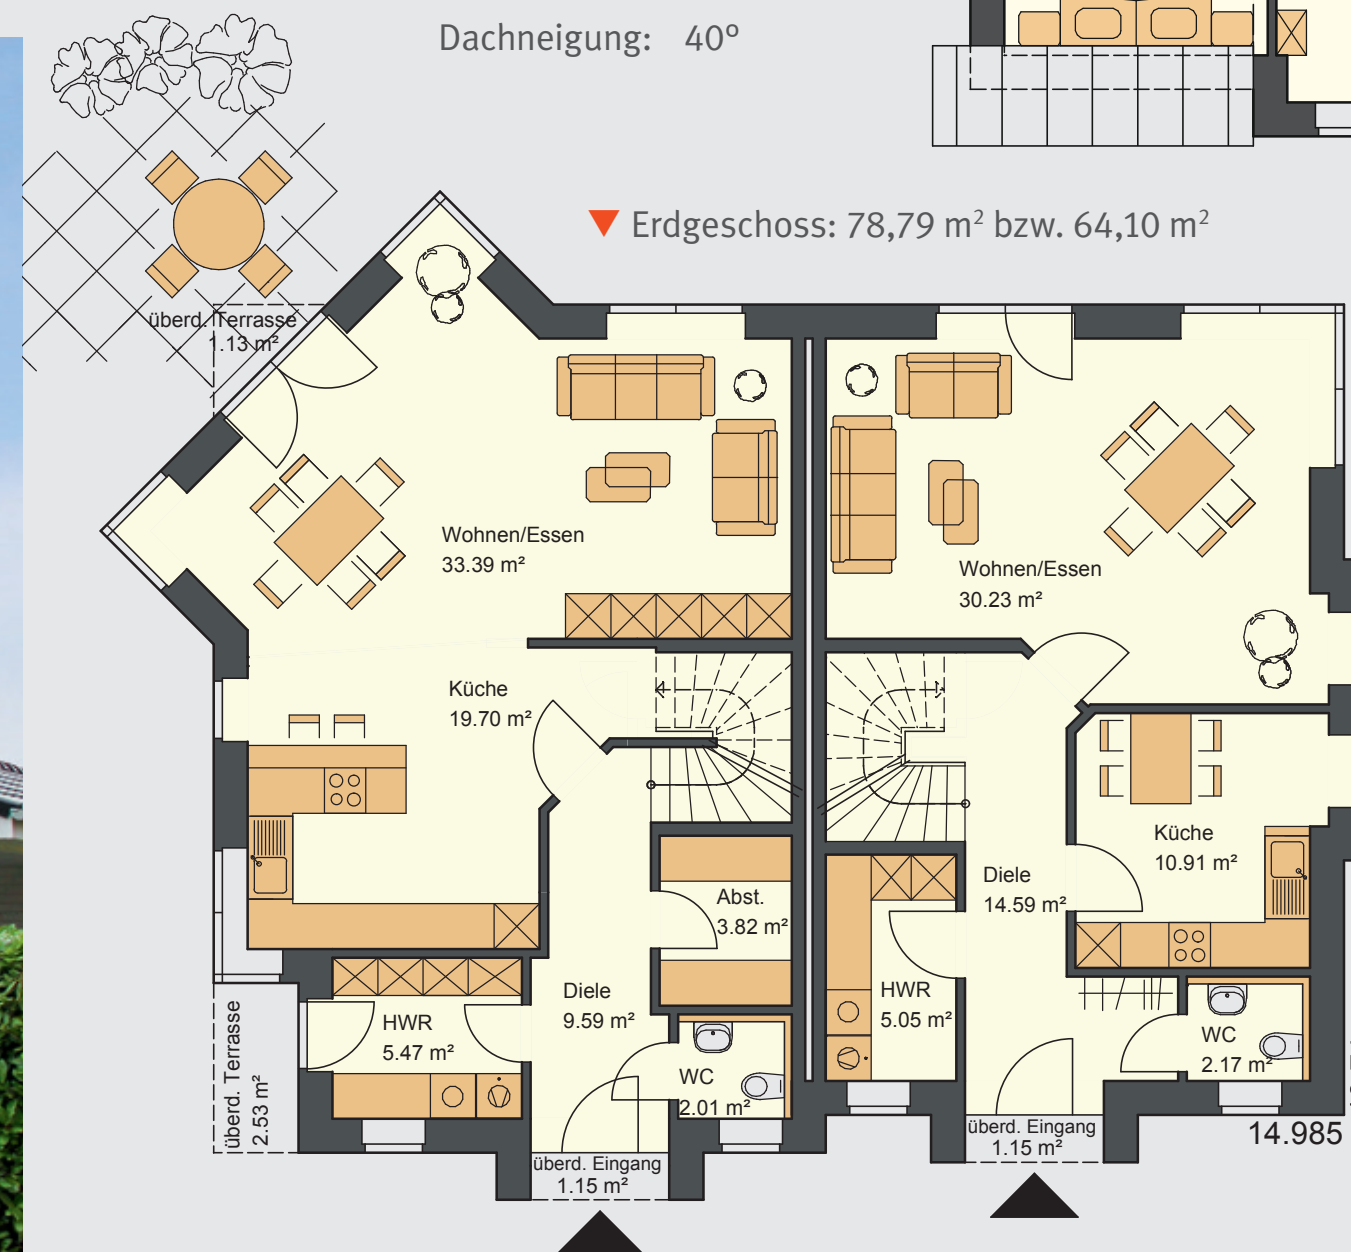 Dachneigung: 40°
Erdgeschoss: 78,79 m² bzw. 64,10 m²
überd. Terrasse
1.13 m²
Wohnen/Essen
33.39 m²
Wohnen/Essen
30.23 m²
Küche
19.70 m²
Küche
10.91 m²
Abst.
3.82 m²
Diele
14.59 m²
Diele
9.59 m²
HWR
5.47 m²
HWR
5.05 m²
WC
2.01 m²
WC
2.17 m²
überd. Terrasse
2.53 m²
überd. Eingang
1.15 m²
überd. Eingang
1.15 m²
14.985